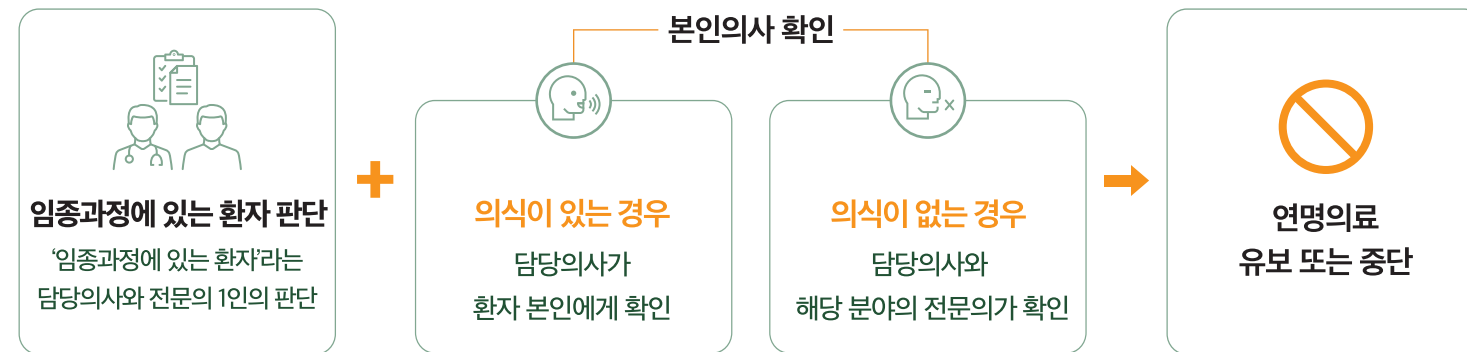 본인의사 확인
임종과정에 있는 환자 판단
‘임종과정에 있는 환자’라는
담당의사와 전문의 1인의 판단
의식이 있는 경우
담당의사가
환자 본인에게 확인
의식이 없는 경우
담당의사와
해당 분야의 전문의가 확인
연명의료
유보 또는 중단